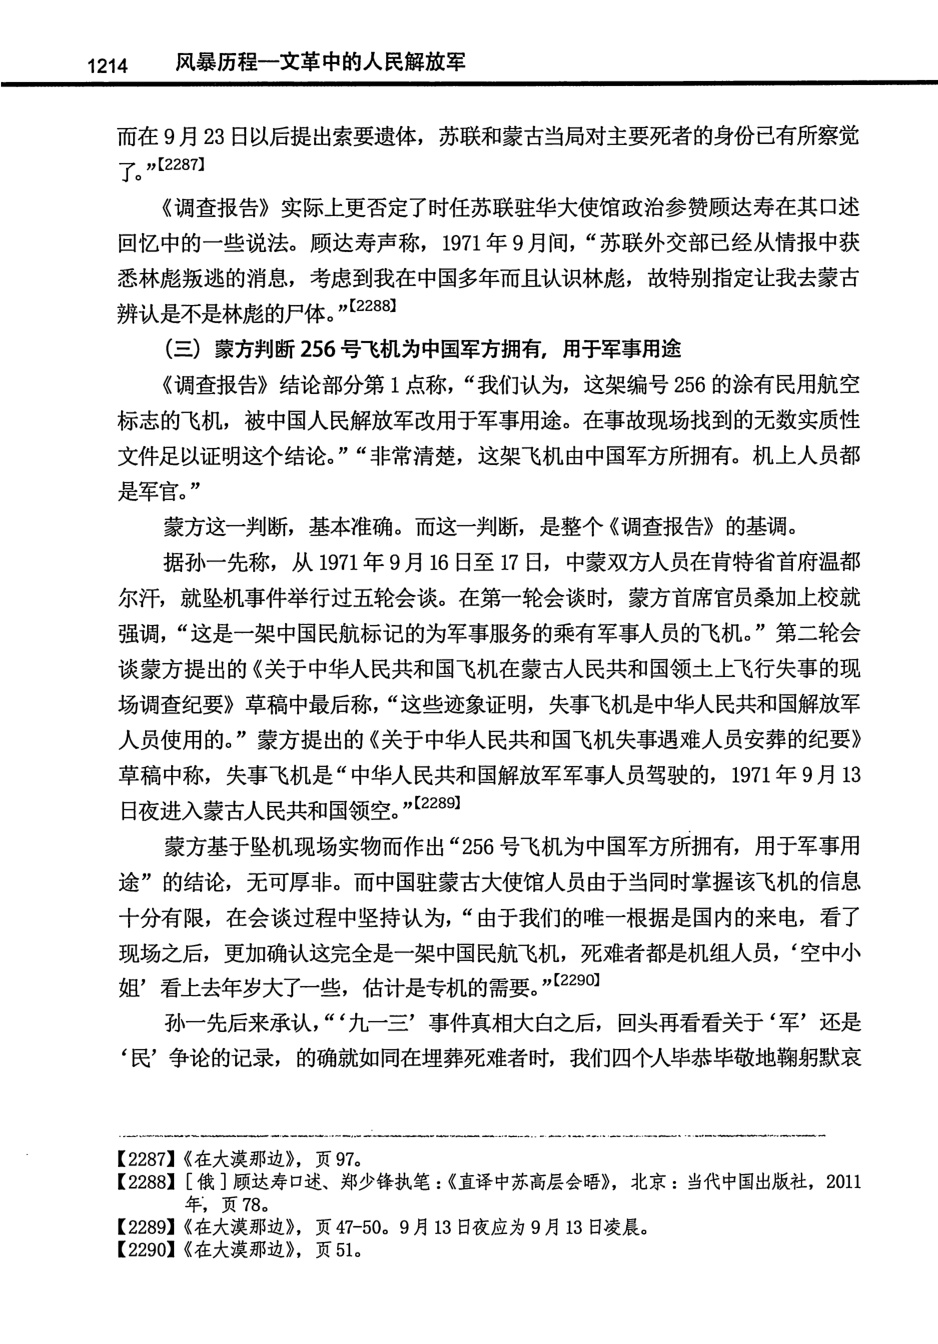 1214 风暴历程—文革中的人民解放军
而在 9 月 23 日以后提出索要遗体，苏联和蒙古当局对主要死者的身份已有所察觉
了。”【2287】
《调查报告》实际上更否定了时任苏联驻华大使馆政治参赞顾达寿在其口述
回忆中的一些说法。顾达寿声称，1971 年 9 月间，“苏联外交部已经从情报中获
悉林彪叛逃的消息，考虑到我在中国多年而且认识林彪，故特别指定让我去蒙古
辨认是不是林彪的尸体。”【2288】
（三）蒙方判断 256 号飞机为中国军方拥有，用于军事用途
《调查报告》结论部分第 1 点称，“我们认为，这架编号 256 的涂有民用航空
标志的飞机，被中国人民解放军改用于军事用途。在事故现场找到的无数实质性
文件足以证明这个结论。”“非常清楚，这架飞机由中国军方所拥有。机上人员都
是军官。”
蒙方这一判断，基本准确。而这一判断，是整个《调查报告》的基调。
据孙一先称，从 1971 年 9 月 16 日至 17 日，中蒙双方人员在肯特省首府温都
尔汗，就坠机事件举行过五轮会谈。在第一轮会谈时，蒙方首席官员桑加上校就
强调，“这是一架中国民航标记的为军事服务的乘有军事人员的飞机。”第二轮会
谈蒙方提出的《关于中华人民共和国飞机在蒙古人民共和国领土上飞行失事的现
场调查纪要》草稿中最后称，“这些迹象证明，失事飞机是中华人民共和国解放军
人员使用的。”蒙方提出的《关于中华人民共和国飞机失事遇难人员安葬的纪要》
草稿中称，失事飞机是“中华人民共和国解放军军事人员驾驶的，1971 年 9 月 13
日夜进入蒙古人民共和国领空。”【2289】
蒙方基于坠机现场实物而作出“256 号飞机为中国军方所拥有，用于军事用
途”的结论，无可厚非。而中国驻蒙古大使馆人员由于当同时掌握该飞机的信息
十分有限，在会谈过程中坚持认为，“由于我们的唯一根据是国内的来电，看了
现场之后，更加确认这完全是一架中国民航飞机，死难者都是机组人员，‘空中小
姐’看上去年岁大了一些，估计是专机的需要。”【2290】
孙一先后来承认，“‘九一三’事件真相大白之后，回头再看看关于‘军’还是
‘民’争论的记录，的确就如同在埋葬死难者时，我们四个人毕恭毕敬地鞠躬默哀
【2287】《在大漠那边》，页 97。
【2288】[ 俄 ] 顾达寿口述、郑少锋执笔：《直译中苏高层会晤》，北京：当代中国出版社，2011
年，页 78。
【2289】《在大漠那边》，页 47-50。9 月 13 日夜应为 9 月 13 日凌晨。
【2290】《在大漠那边》，页 51。